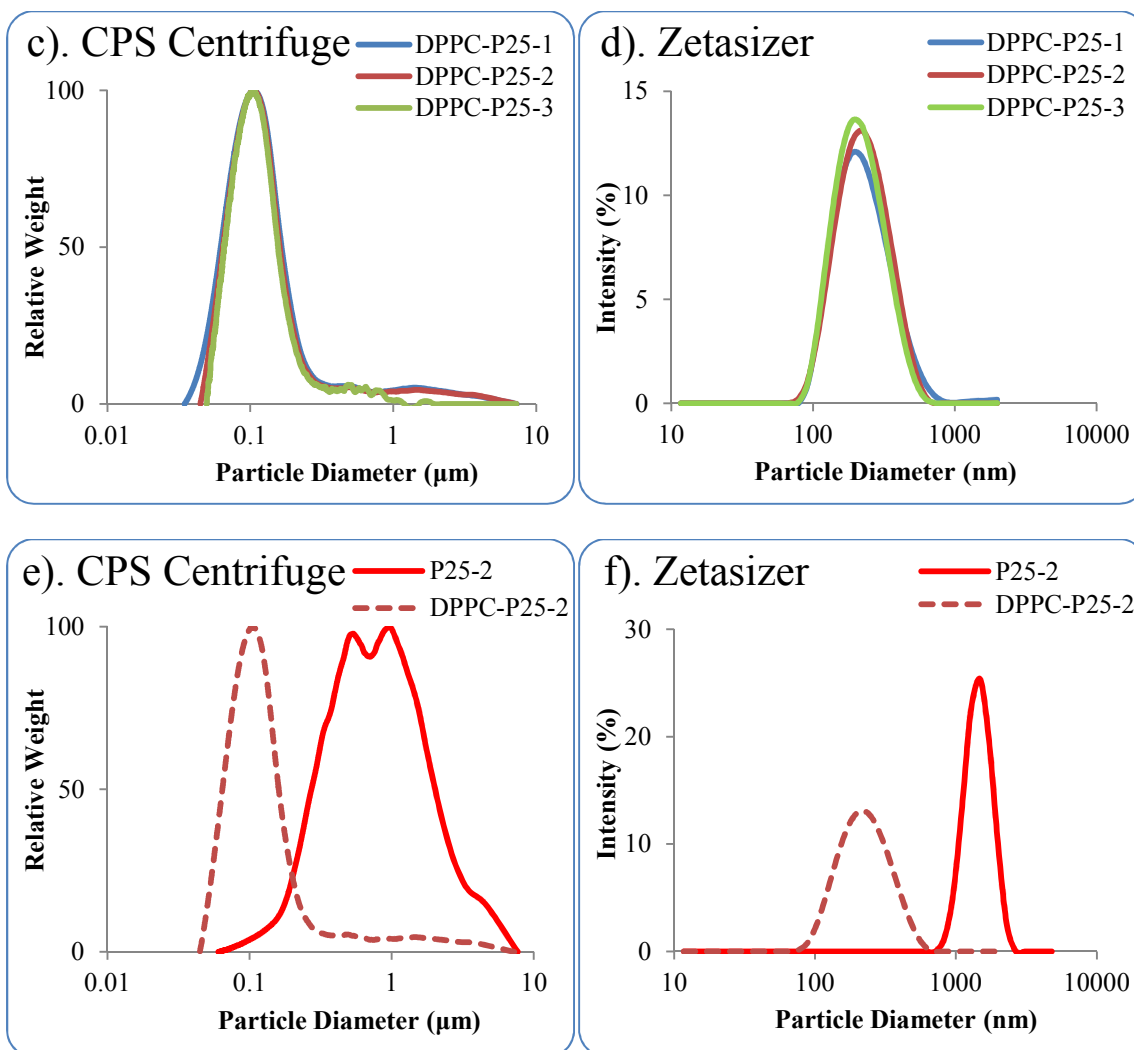 c). CPS Centrifuge
DPPC-P25-1
DPPC-P25-2
DPPC-P25-3
100
50
0
Relative Weight
0.01
0.1
1
10
Particle Diameter (µm)
d). Zetasizer
DPPC-P25-1
DPPC-P25-2
DPPC-P25-3
15
10
5
0
Intensity (%)
10
100
1000
10000
Particle Diameter (nm)
e). CPS Centrifuge
P25-2
DPPC-P25-2
100
50
0
Relative Weight
0.01
0.1
1
10
Particle Diameter (µm)
f). Zetasizer
P25-2
DPPC-P25-2
30
20
10
0
Intensity (%)
10
100
1000
10000
Particle Diameter (nm)